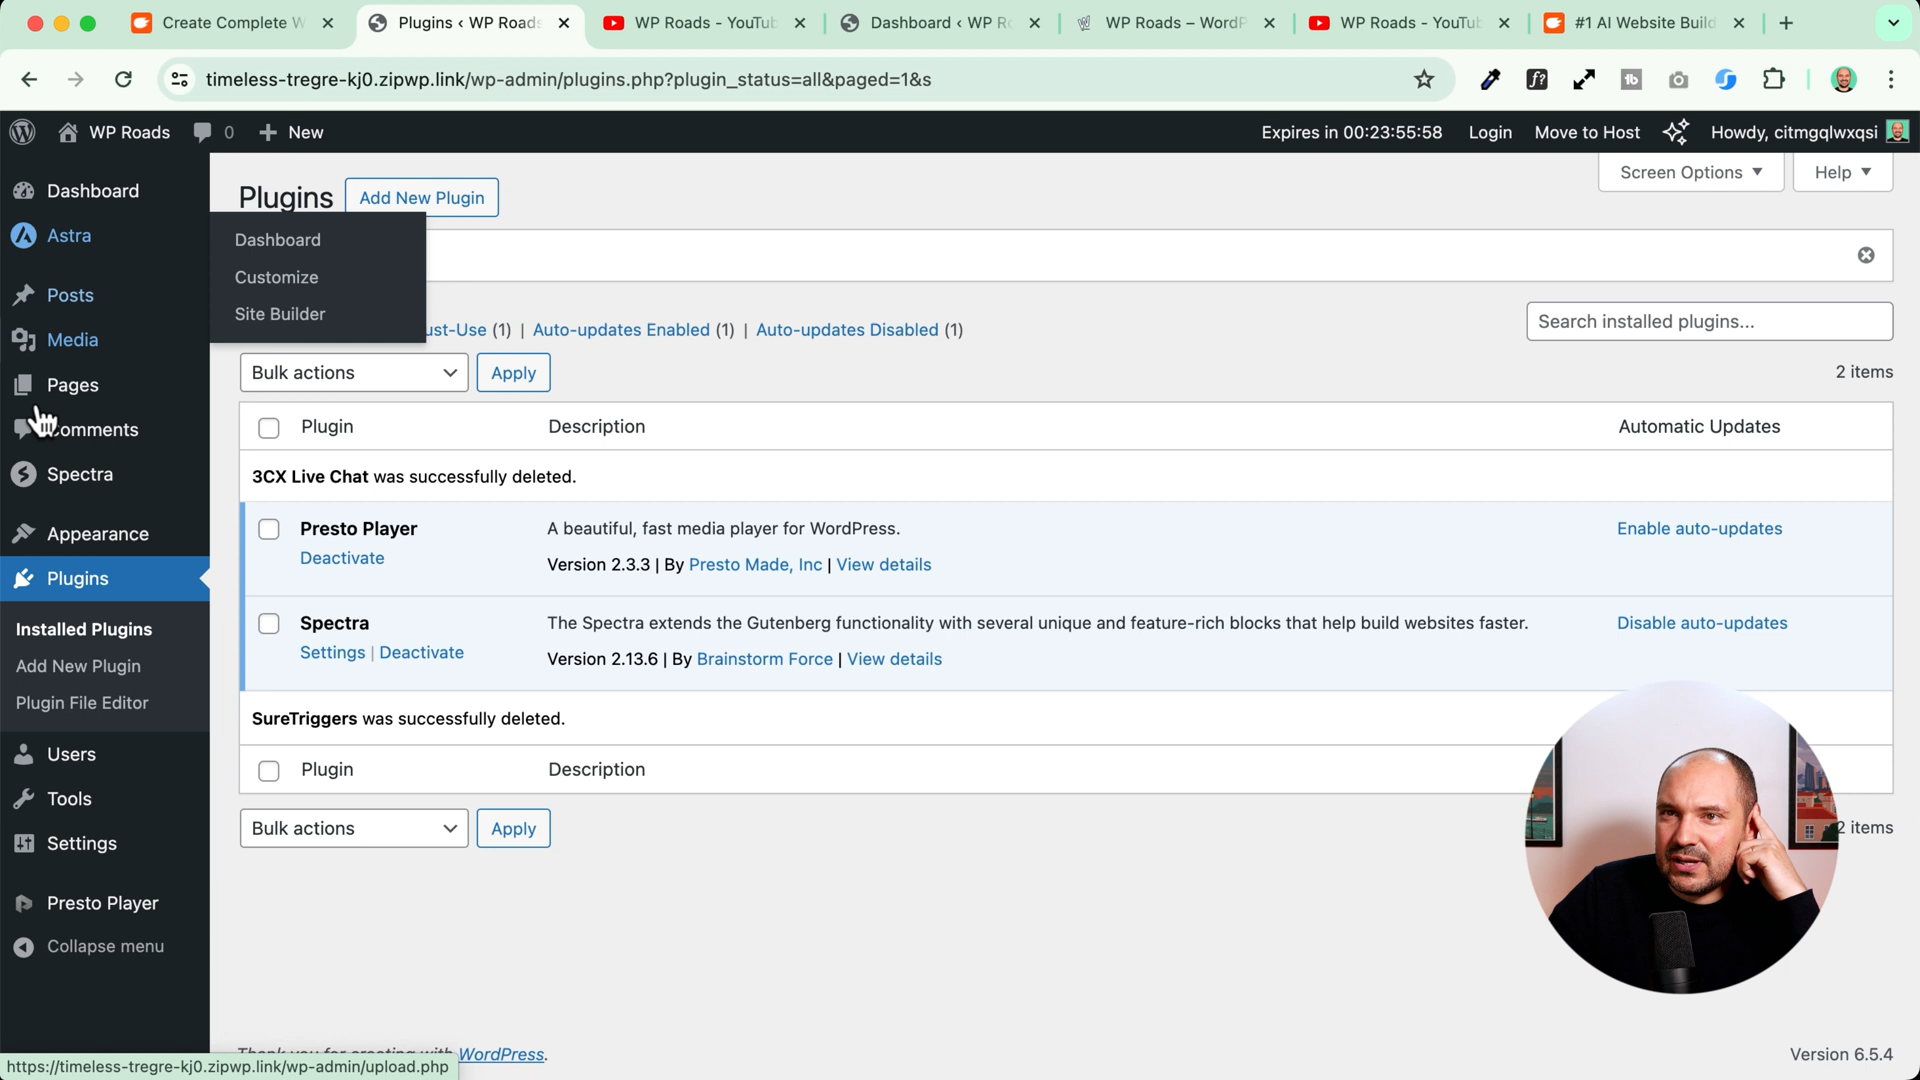 Create Complete W
Plugins ‹ WP Roads
WP Roads - YouTub
Dashboard ‹ WP Ro
WP Roads – WordP
WP Roads - YouTub
#1 AI Website Build
timeless-tregre-kj0.zipwp.link/wp-admin/plugins.php?plugin_status=all&paged=1&s
WP Roads
0
New
Expires in 00:23:55:58
Login
Move to Host
Howdy, citmgqlwxqsi
Dashboard
Astra
Posts
Media
Pages
Comments
Spectra
Appearance
Plugins
Installed Plugins
Add New Plugin
Plugin File Editor
Users
Tools
Settings
Presto Player
Collapse menu
Dashboard
Customize
Site Builder
Plugins
Add New Plugin
Screen Options
Help
ust-Use (1) | Auto-updates Enabled (1) | Auto-updates Disabled (1)
Search installed plugins...
Bulk actions
Apply
2 items
Plugin
Description
Automatic Updates
3CX Live Chat was successfully deleted.
Presto Player
A beautiful, fast media player for WordPress.
Enable auto-updates
Deactivate
Version 2.3.3 | By Presto Made, Inc | View details
Spectra
The Spectra extends the Gutenberg functionality with several unique and feature-rich blocks that help build websites faster.
Disable auto-updates
Settings | Deactivate
Version 2.13.6 | By Brainstorm Force | View details
SureTriggers was successfully deleted.
Plugin
Description
Bulk actions
Apply
2 items
Thank you for creating with WordPress.
Version 6.5.4
https://timeless-tregre-kj0.zipwp.link/wp-admin/upload.php